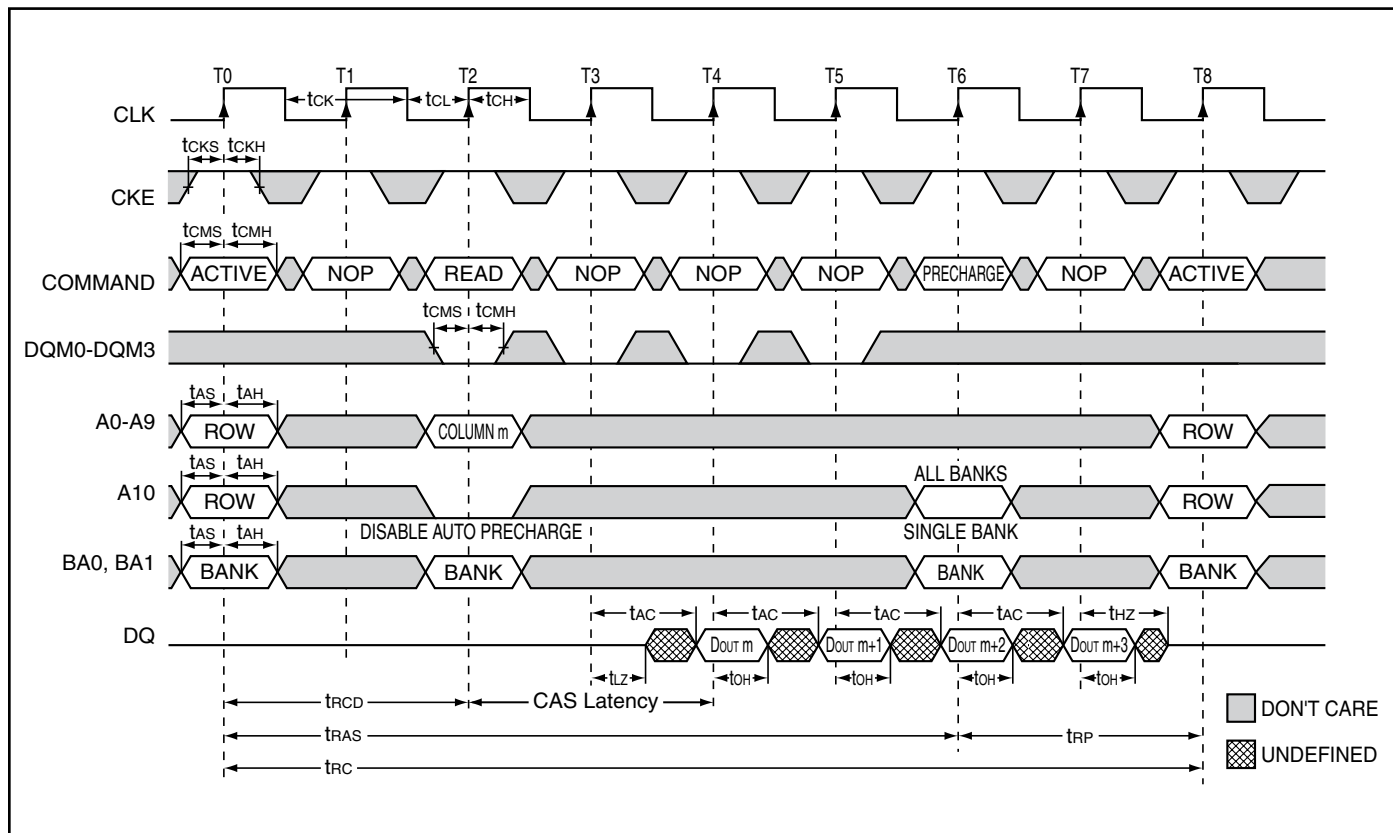 T0 T1 T2 T3 T4 T5 T6 T7 T8
CLK tCK tCL tCH
tCKS tCKH
CKE
tCMS tCMH
COMMAND ACTIVE NOP READ NOP NOP NOP PRECHARGE NOP ACTIVE
tCMS tCMH
DQM0-DQM3
tAS tAH
A0-A9 ROW COLUMN m ROW
tAS tAH ALL BANKS
A10 ROW ROW
tAS tAH DISABLE AUTO PRECHARGE SINGLE BANK
BA0, BA1 BANK BANK BANK BANK
tAC tAC tAC tAC tHZ
DQ DOUT m DOUT m+1 DOUT m+2 DOUT m+3
tLZ tOH tOH tOH tOH
tRCD CAS Latency
DON'T CARE
tRAS tRP
UNDEFINED
tRC